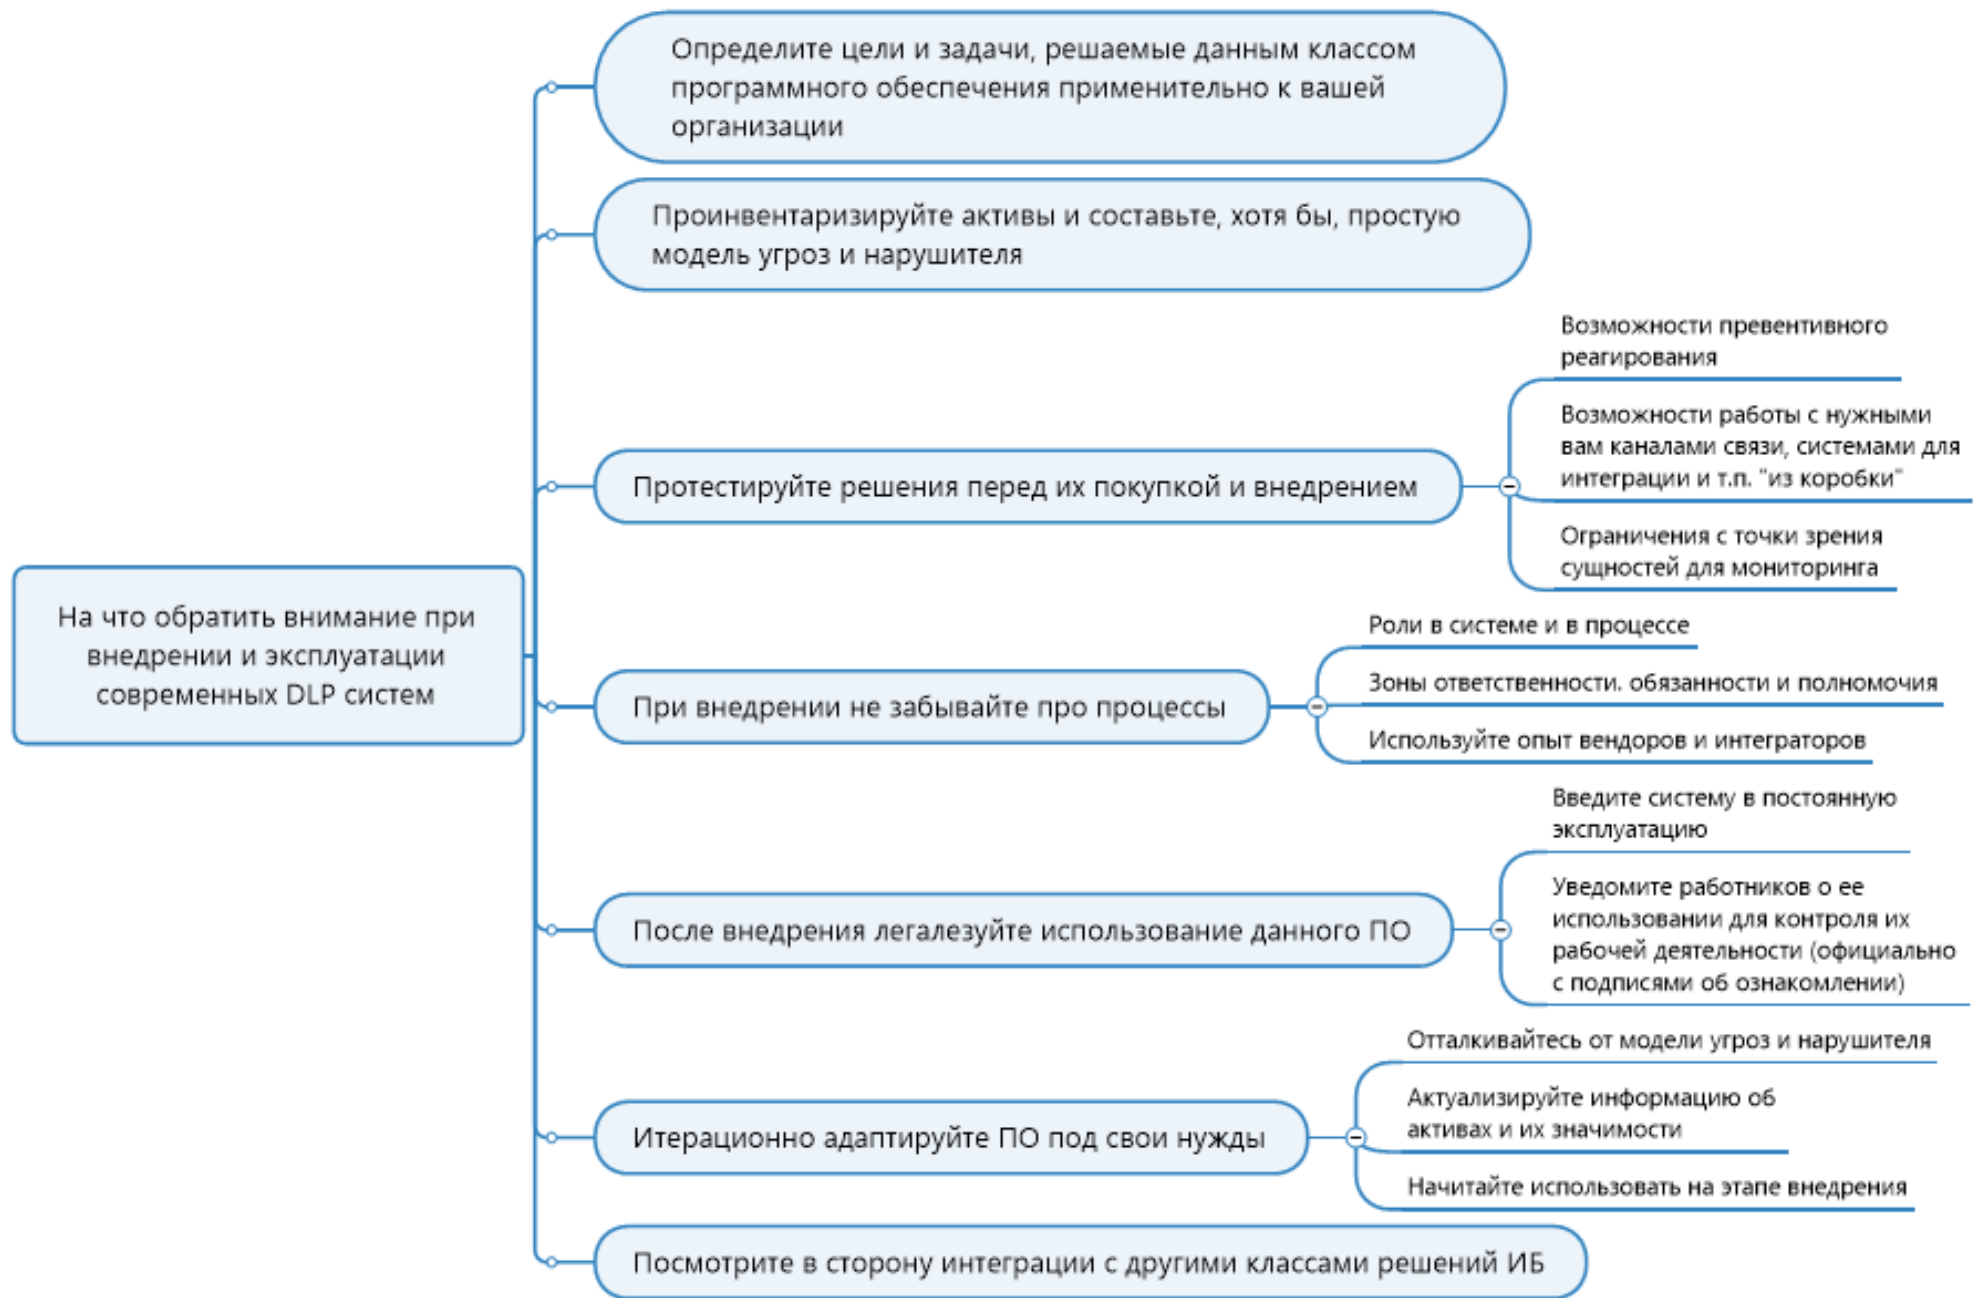 На что обратить внимание при
внедрении и эксплуатации
современных DLP систем
Определите цели и задачи, решаемые данным классом
программного обеспечения применительно к вашей
организации
Проинвентаризируйте активы и составьте, хотя бы, простую
модель угроз и нарушителя
Протестируйте решения перед их покупкой и внедрением
Возможности превентивного
реагирования
Возможности работы с нужными
вам каналами связи, системами для
интеграции и т.п. "из коробки"
Ограничения с точки зрения
сущностей для мониторинга
При внедрении не забывайте про процессы
Роли в системе и в процессе
Зоны ответственности. обязанности и полномочия
Используйте опыт вендоров и интеграторов
После внедрения легалезуйте использование данного ПО
Введите систему в постоянную
эксплуатацию
Уведомите работников о ее
использовании для контроля их
рабочей деятельности (официально
с подписями об ознакомлении)
Итерационно адаптируйте ПО под свои нужды
Отталкивайтесь от модели угроз и нарушителя
Актуализируйте информацию об
активах и их значимости
Начитайте использовать на этапе внедрения
Посмотрите в сторону интеграции с другими классами решений ИБ